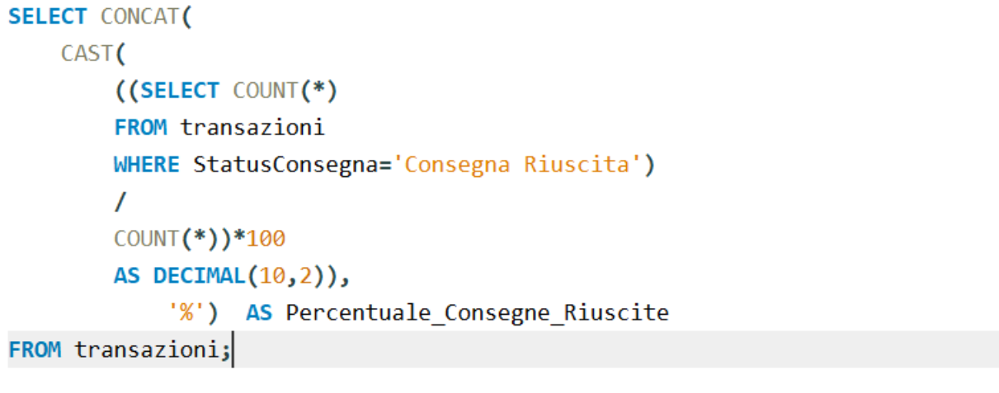 SELECT CONCAT(
CAST(
((SELECT COUNT(*)
FROM transazioni
WHERE StatusConsegna='Consegna Riuscita')
/
COUNT(*))*100
AS DECIMAL(10,2)),
'%')  AS Percentuale_Consegne_Riuscite
FROM transazioni;